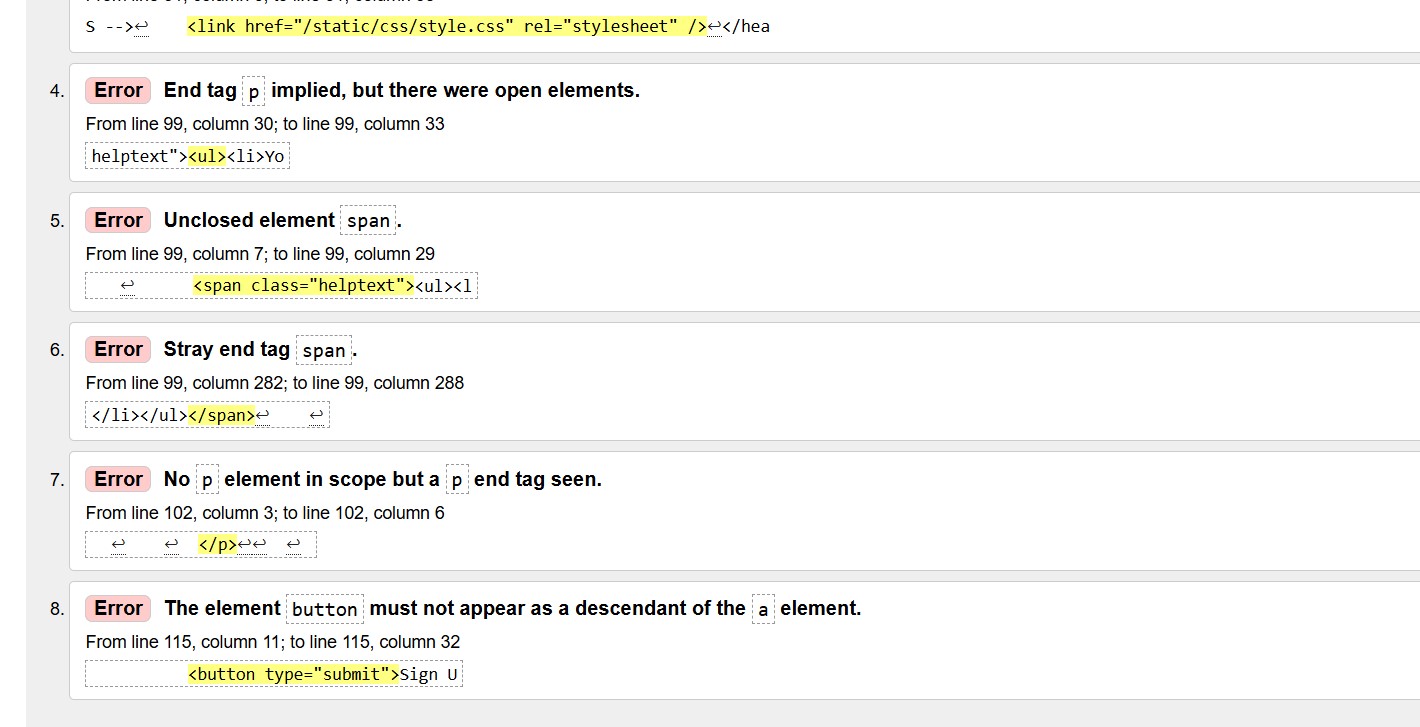 S -->↩    <link href="/static/css/style.css" rel="stylesheet" />↩</hea
4. Error End tag p implied, but there were open elements.
From line 99, column 30; to line 99, column 33
helptext"><ul><li>Yo
5. Error Unclosed element span.
From line 99, column 7; to line 99, column 29
↩      <span class="helptext"><ul><l
6. Error Stray end tag span.
From line 99, column 282; to line 99, column 288
</li></ul></span>↩    ↩
7. Error No p element in scope but a p end tag seen.
From line 102, column 3; to line 102, column 6
↩    ↩  </p>↩↩  ↩
8. Error The element button must not appear as a descendant of the a element.
From line 115, column 11; to line 115, column 32
<button type="submit">Sign U